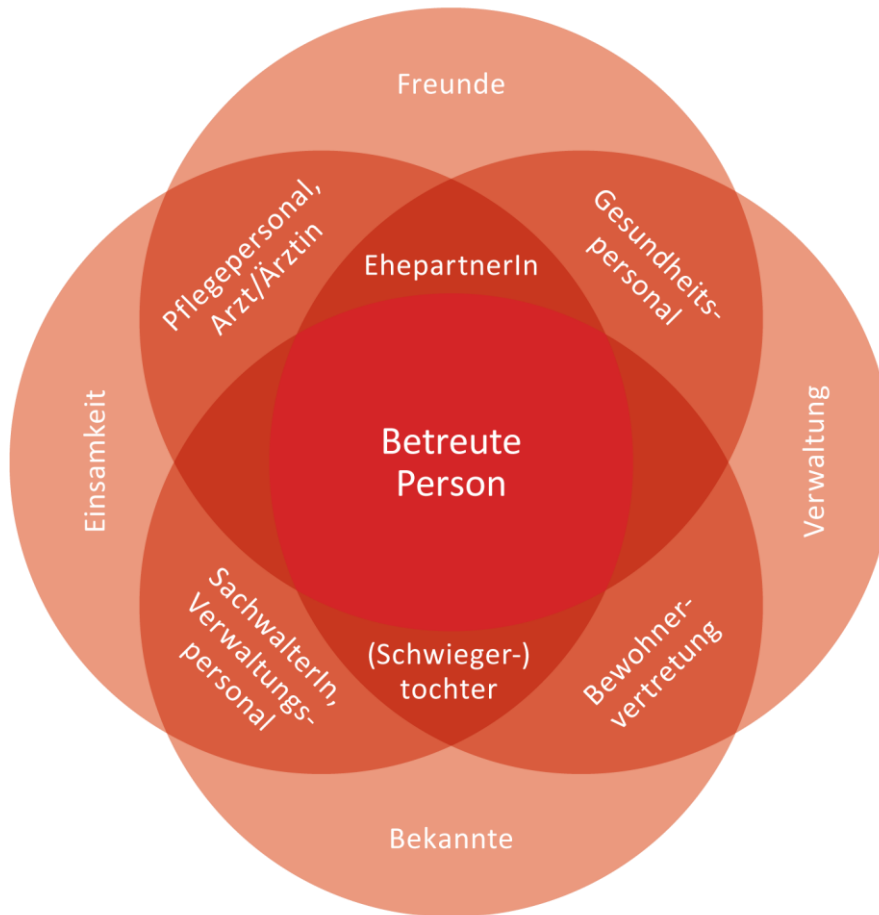 Freunde
Pflegepersonal,
Arzt/Ärztin
EhepartnerIn
Gesundheits-
personal
Einsamkeit
Betreute
Person
Verwaltung
SachwalterIn,
Verwaltungs-
personal
(Schwieger-)
tochter
Bewohner-
vertretung
Bekannte